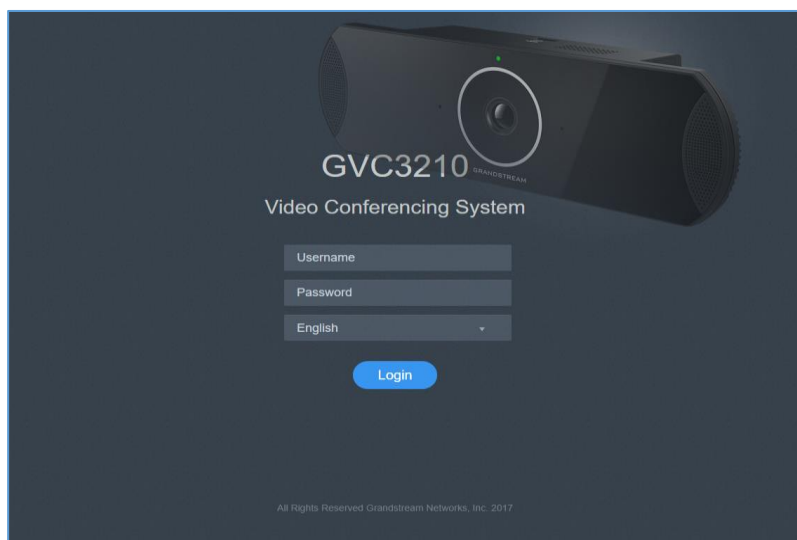 GVC3210
GRANDSTREAM
Video Conferencing System
Username
Password
English
Login
All Rights Reserved Grandstream Networks, Inc. 2017